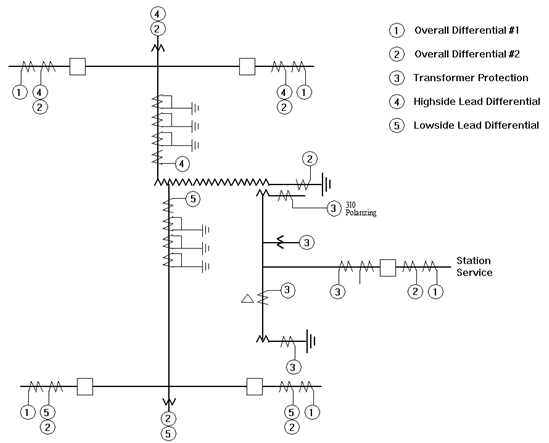 4
2
1 Overall Differential #1
2 Overall Differential #2
3 Transformer Protection
4 Highside Lead Differential
5 Lowside Lead Differential
1 4 4 1
2 2
4
2
5
3 3I0
Polarizing
3
Station
Service
3 2 1
3
3
1 5 2 5 1
2 5 2